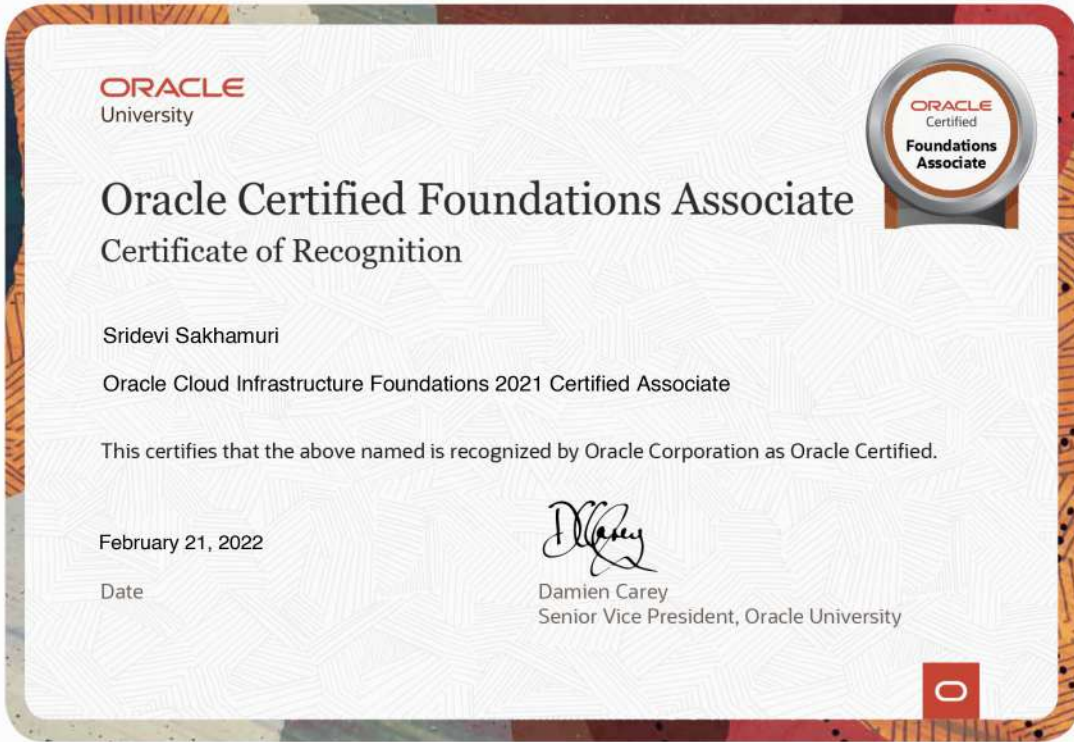 ORACLE
University
ORACLE
Certified
Foundations
Associate
Oracle Certified Foundations Associate
Certificate of Recognition
Sridevi Sakhamuri
Oracle Cloud Infrastructure Foundations 2021 Certified Associate
This certifies that the above named is recognized by Oracle Corporation as Oracle Certified.
February 21, 2022
Date
DCarey
Damien Carey
Senior Vice President, Oracle University